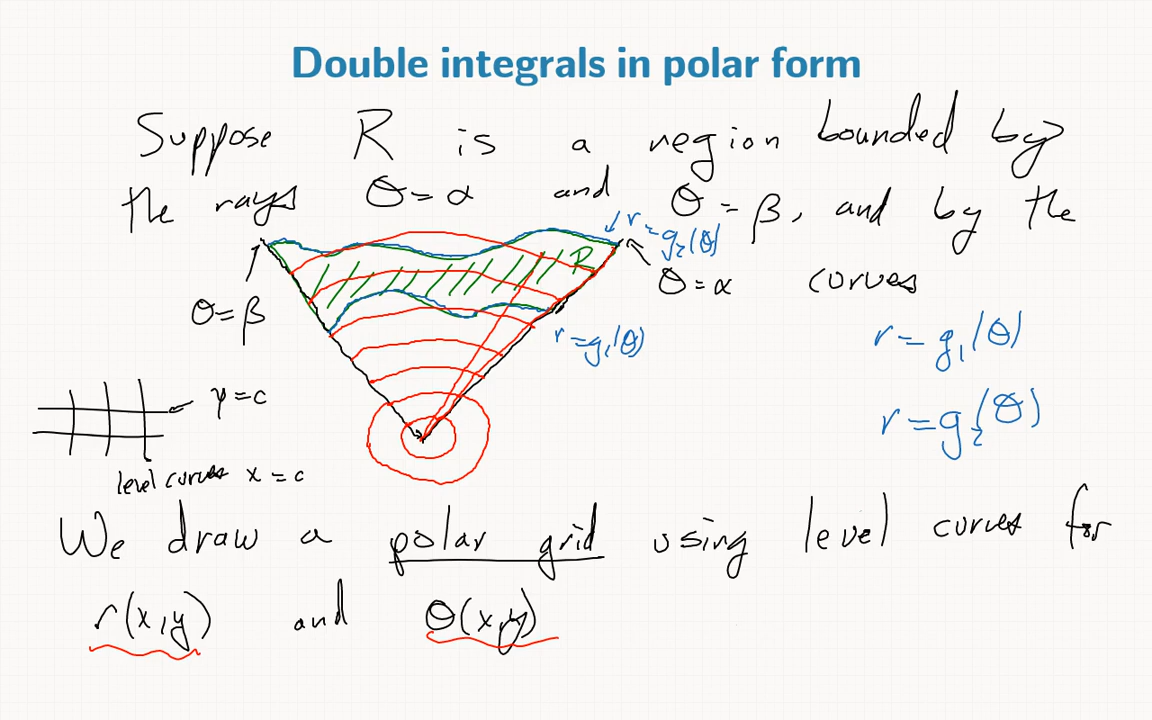 Double integrals in polar form
Suppose R is a region bounded by
the rays θ = α and θ = β, and by the
curves
r = g₂(θ)
R
θ = α
θ = β
r = g₁(θ)
r = g₁(θ)
r = g₂(θ)
y = c
level curves x = c
We draw a polar grid using level curves for
r(x,y) and θ(x,y)